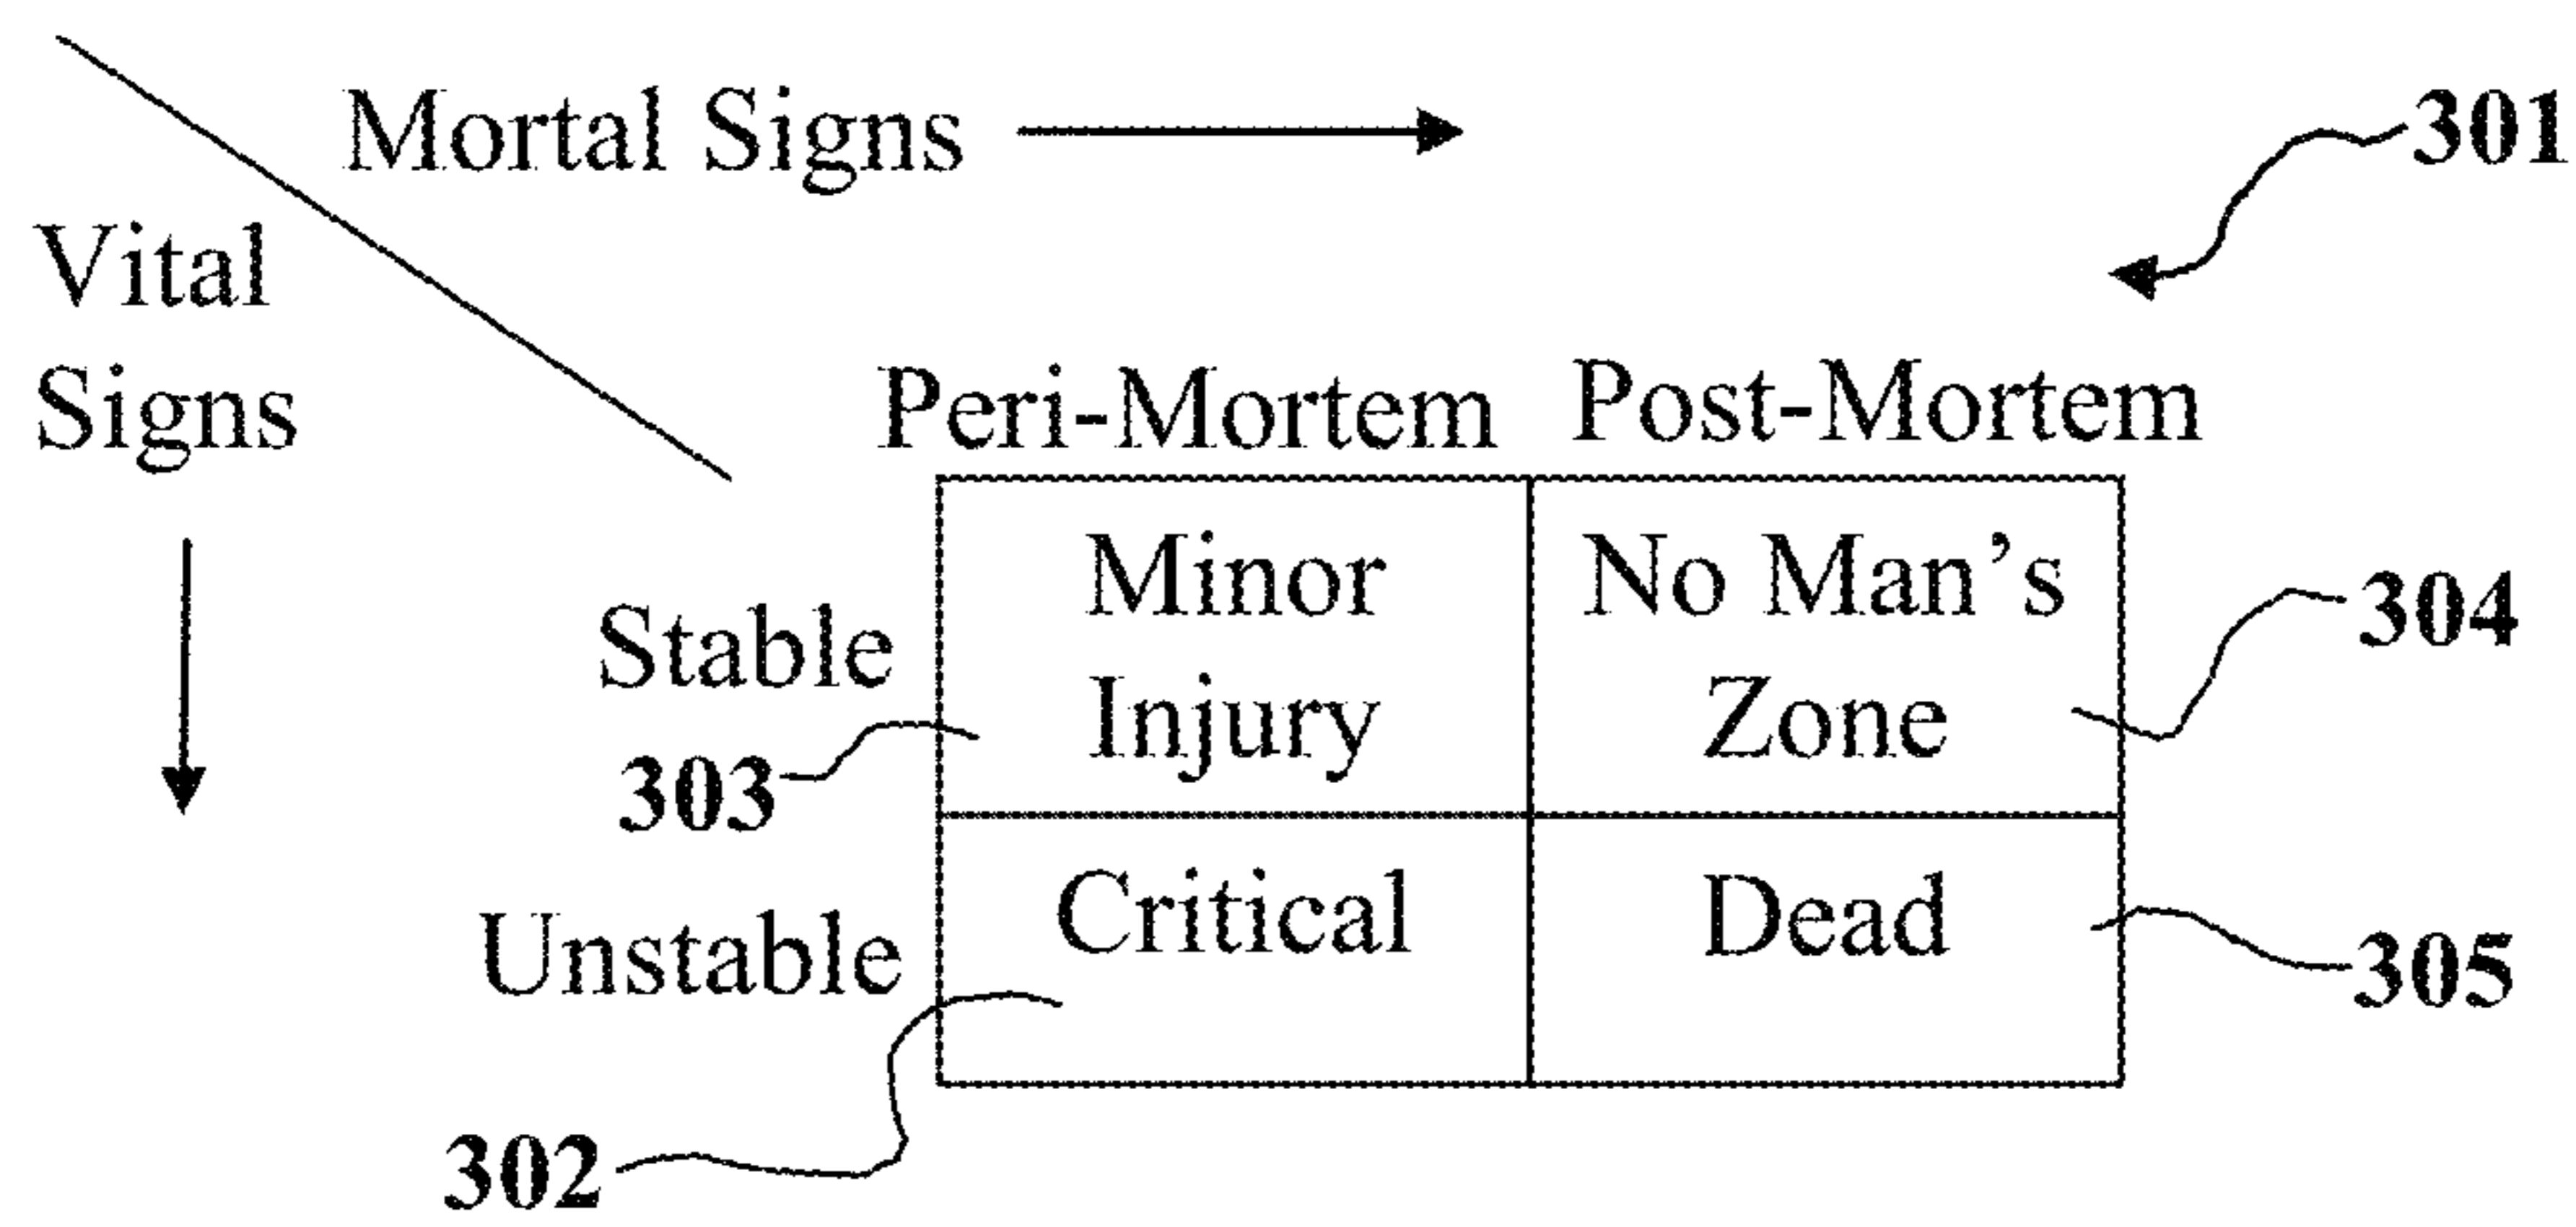 Mortal Signs
301
Vital
Signs
Peri-Mortem Post-Mortem
Stable
Minor
Injury
No Man’s
Zone
303
304
Unstable
Critical
Dead
302
305